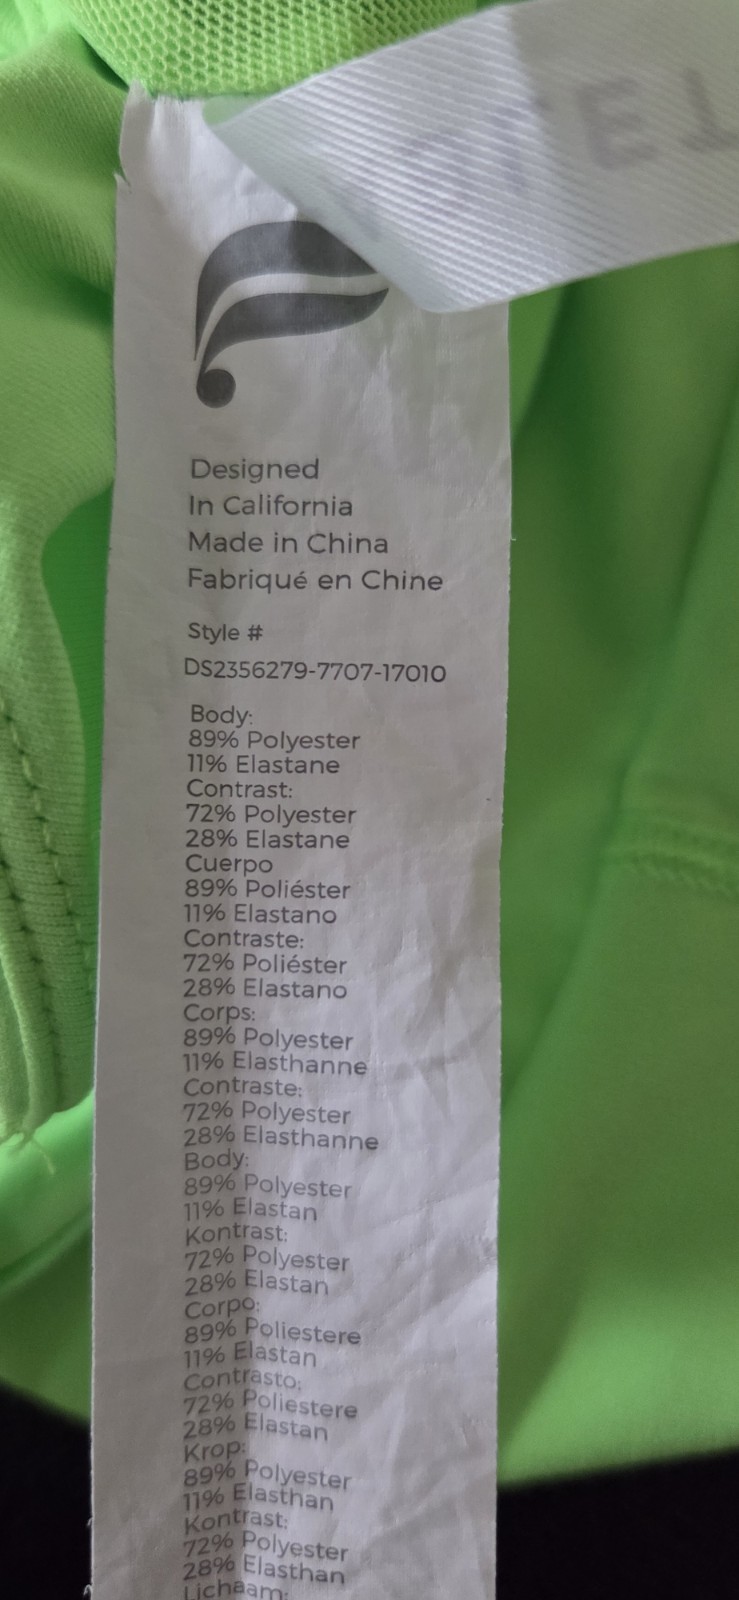 Designed
In California
Made in China
Fabriqué en Chine
Style #
DS2356279-7707-17010
Body:
89% Polyester
11% Elastane
Contrast:
72% Polyester
28% Elastane
Cuerpo
89% Poliéster
11% Elastano
Contraste:
72% Poliéster
28% Elastano
Corps:
89% Polyester
11% Elasthanne
Contraste:
72% Polyester
28% Elasthanne
Body:
89% Polyester
11% Elastan
Kontrast:
72% Polyester
28% Elastan
Corpo:
89% Poliestere
11% Elastan
Contrasto:
72% Poliestere
28% Elastan
Krop:
89% Polyester
11% Elasthan
Kontrast:
72% Polyester
28% Elasthan
Lichaam: